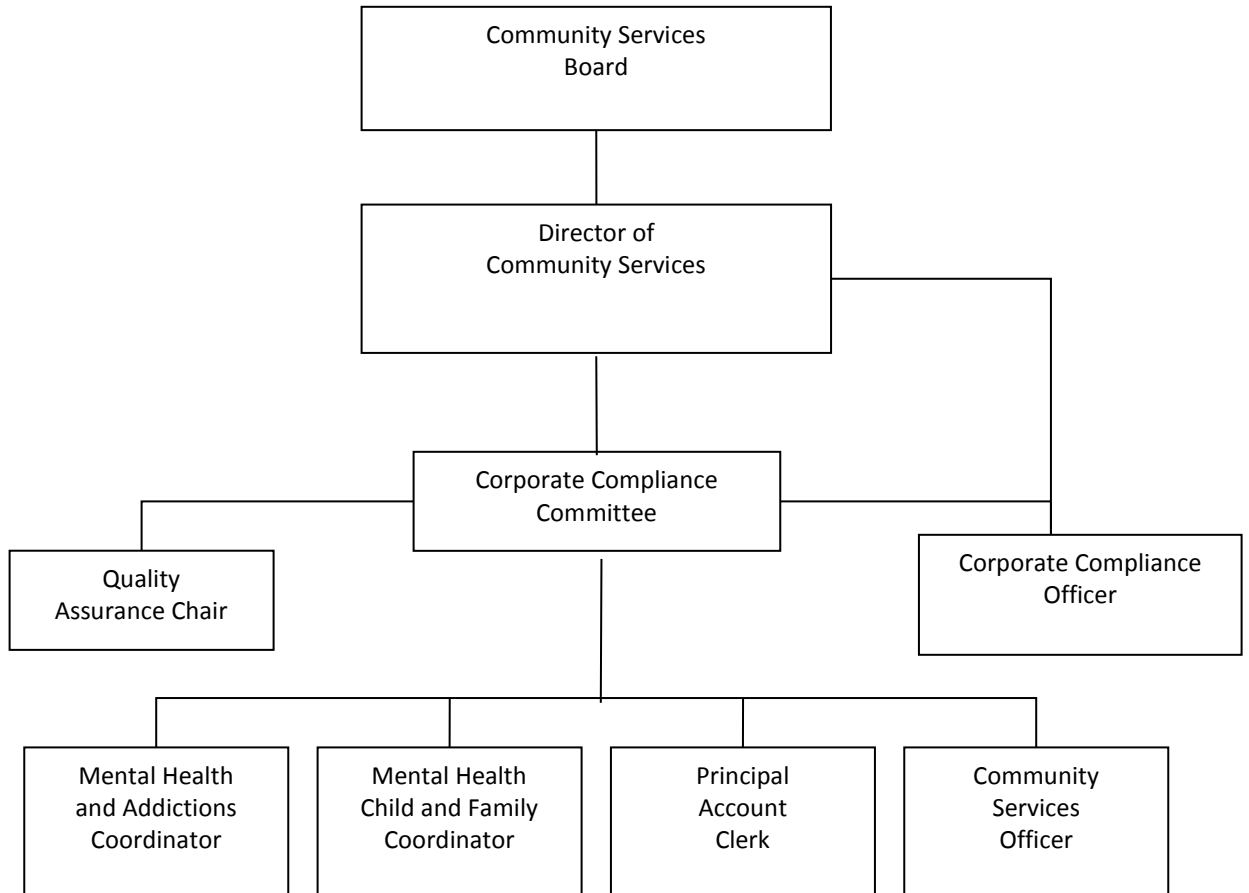 Community Services
Board
Director of
Community Services
Corporate Compliance
Committee
Quality
Assurance Chair
Corporate Compliance
Officer
Mental Health
and Addictions
Coordinator
Mental Health
Child and Family
Coordinator
Principal
Account
Clerk
Community
Services
Officer